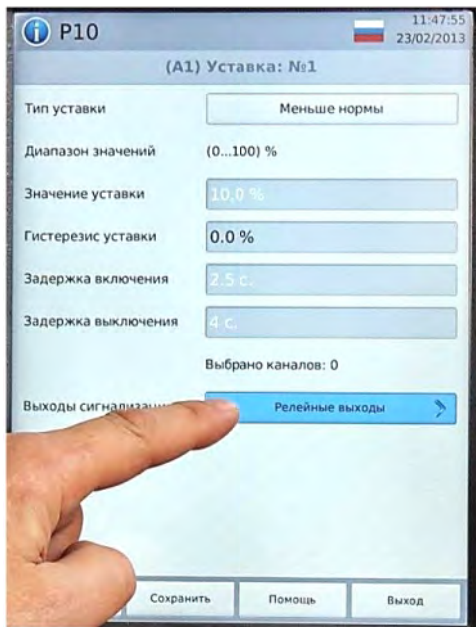 P10
11:47:55
23/02/2013
(A1) Уставка: №1
Тип уставки
Меньше нормы
Диапазон значений
(0...100) %
Значение уставки
10,0 %
Гистерезис уставки
0.0 %
Задержка включения
2.5 с.
Задержка выключения
4 с.
Выбрано каналов: 0
Выходы
Релейные выходы
Сохранить
Помощь
Выход